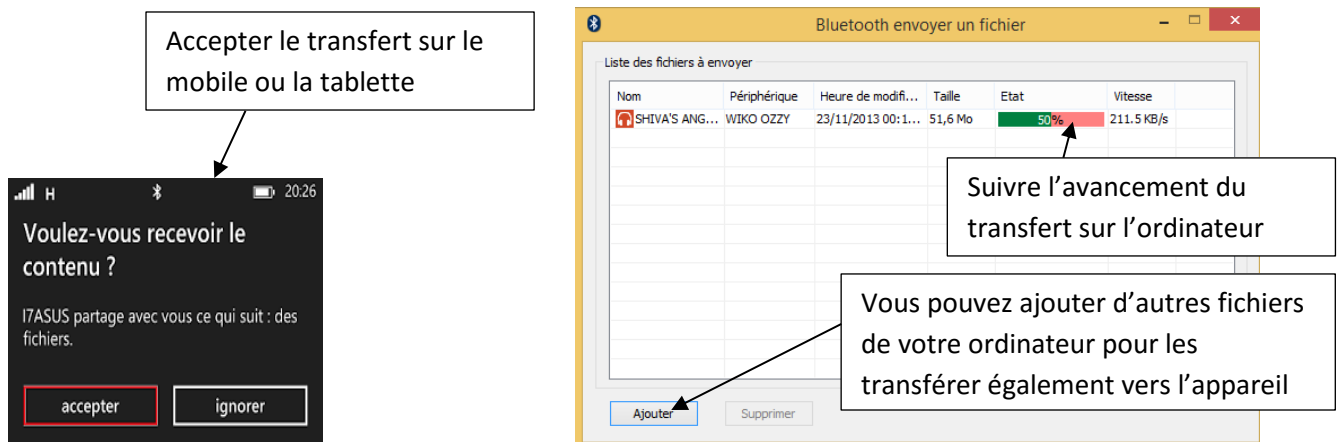 Accepter le transfert sur le
mobile ou la tablette
H
20:26
Voulez-vous recevoir le
contenu ?
I7ASUS partage avec vous ce qui suit : des
fichiers.
accepter
ignorer
Bluetooth envoyer un fichier
Liste des fichiers à envoyer
Nom Périphérique Heure de modifi... Taille Etat Vitesse
SHIVA'S ANG... WIKO OZZY 23/11/2013 00:1... 51,6 Mo 50% 211.5 KB/s
Suivre l’avancement du
transfert sur l’ordinateur
Vous pouvez ajouter d’autres fichiers
de votre ordinateur pour les
transférer également vers l’appareil
Ajouter
Supprimer